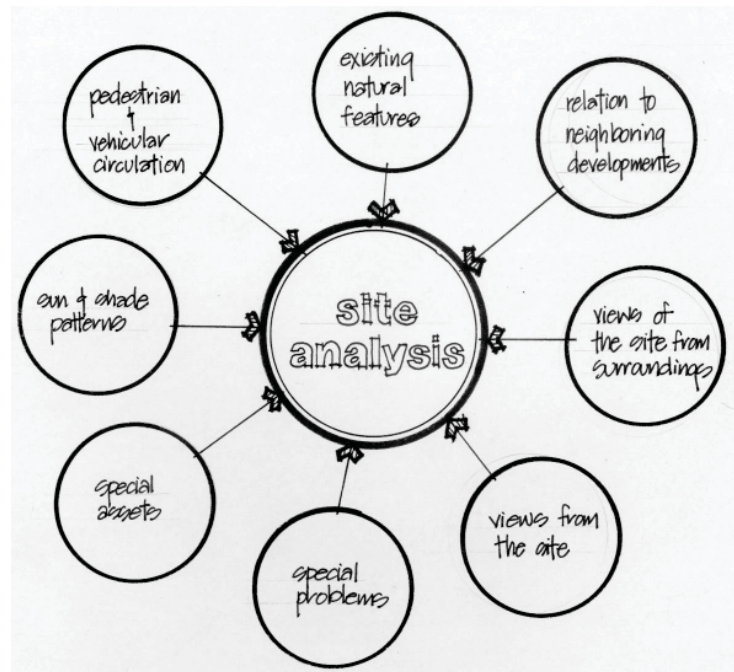 existing
natural
features
pedestrian
+
vehicular
circulation
relation to
neighboring
developments
sun & shade
patterns
site
analysis
views of
the site from
surroundings
special
assets
views from
the site
special
problems